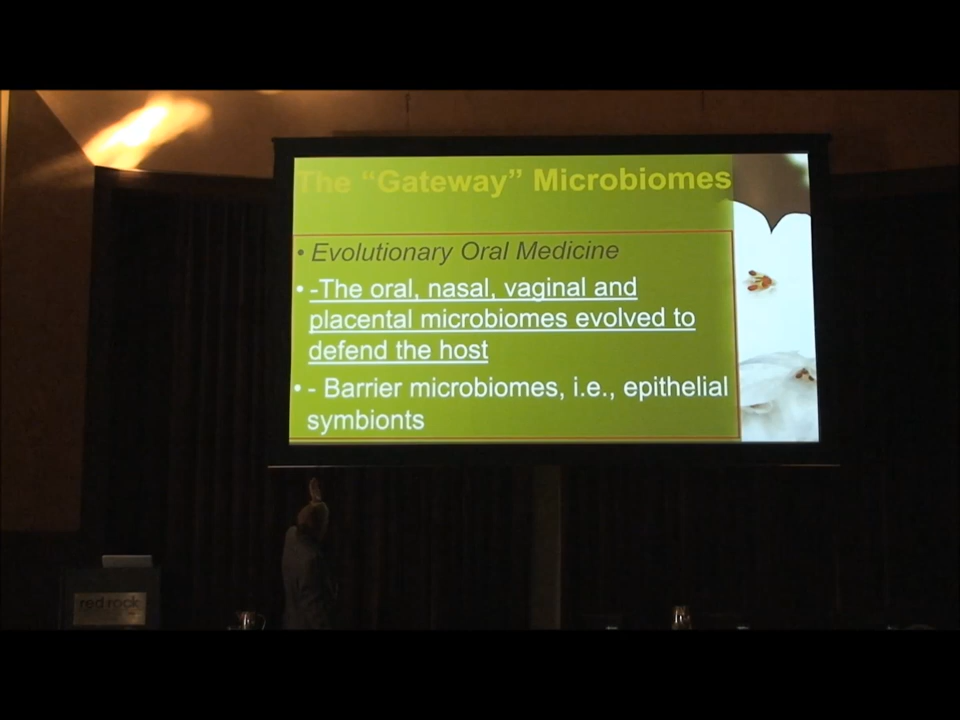 The “Gateway” Microbiomes
• Evolutionary Oral Medicine
• -The oral, nasal, vaginal and
placental microbiomes evolved to
defend the host
• - Barrier microbiomes, i.e., epithelial
symbionts
red rock